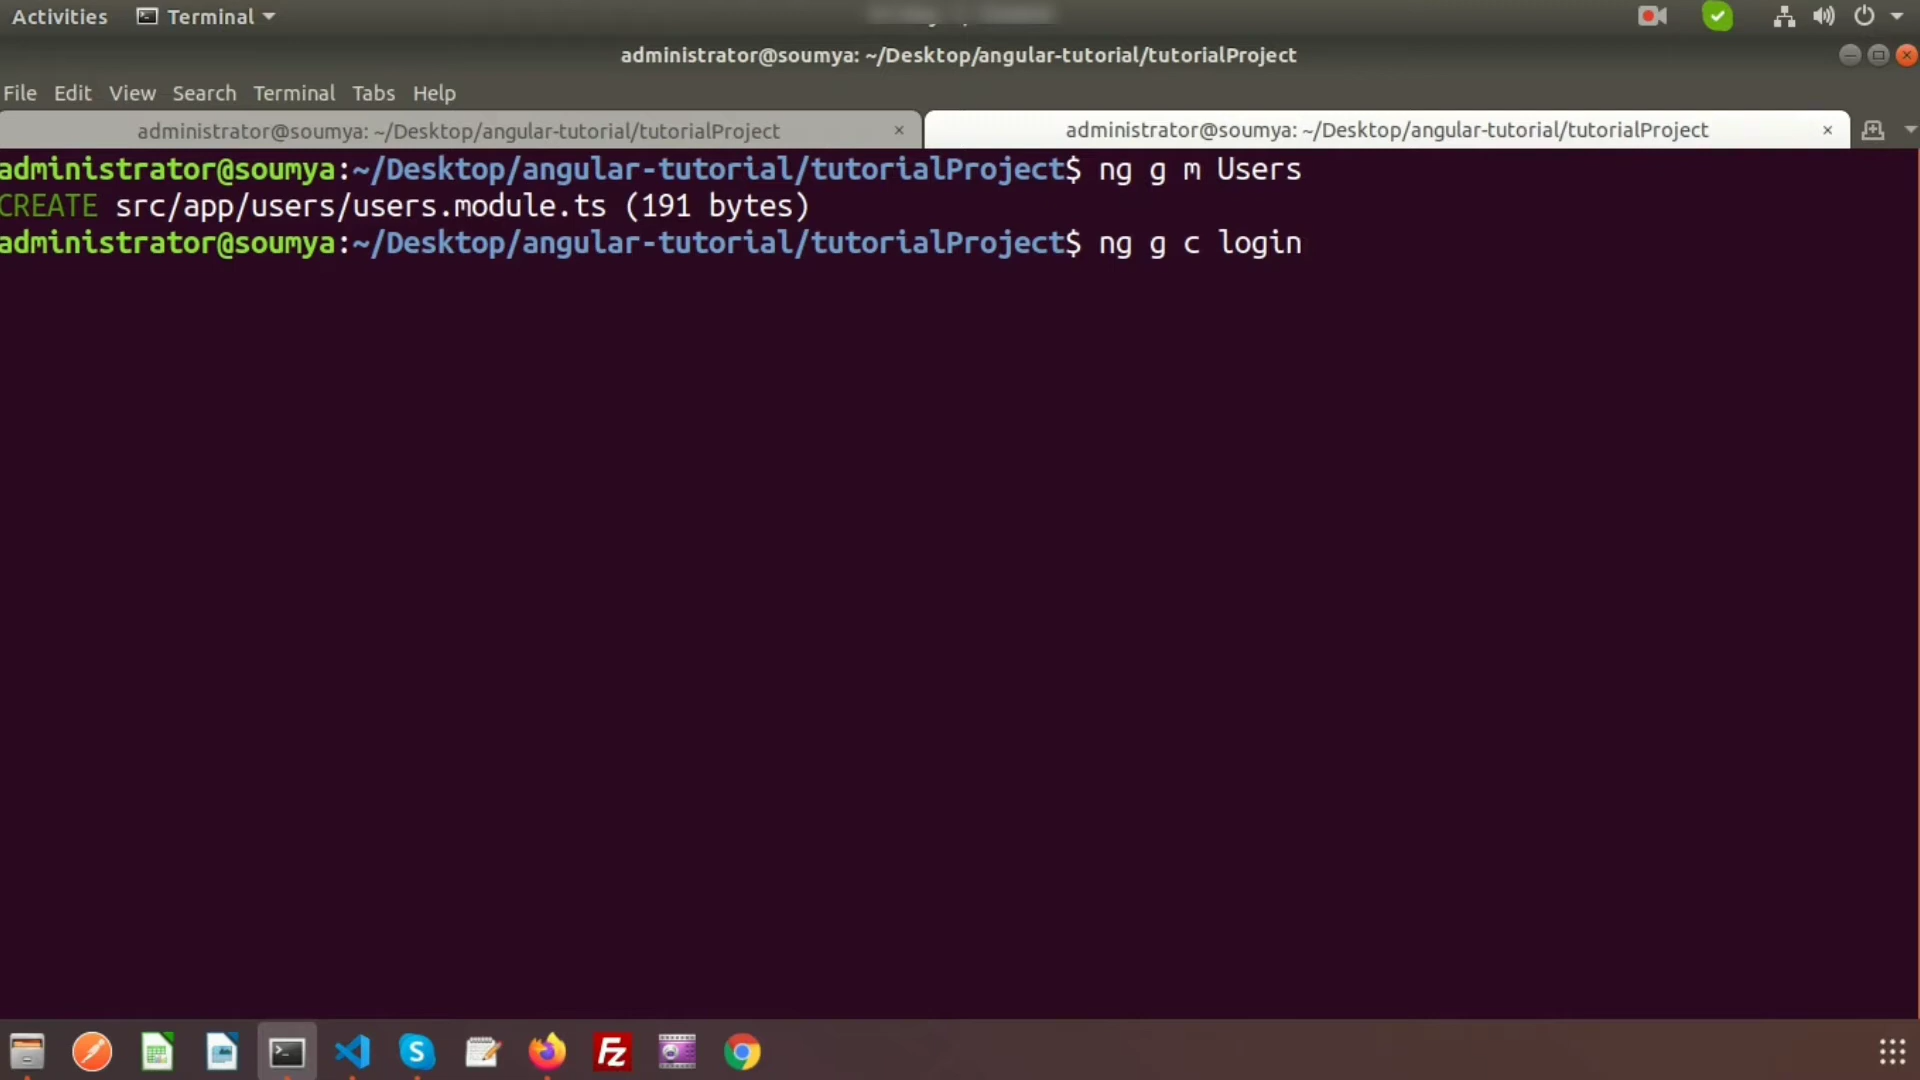 Activities Terminal
administrator@soumya: ~/Desktop/angular-tutorial/tutorialProject
File Edit View Search Terminal Tabs Help
administrator@soumya: ~/Desktop/angular-tutorial/tutorialProject × administrator@soumya: ~/Desktop/angular-tutorial/tutorialProject ×
administrator@soumya:~/Desktop/angular-tutorial/tutorialProject$ ng g m Users
CREATE src/app/users/users.module.ts (191 bytes)
administrator@soumya:~/Desktop/angular-tutorial/tutorialProject$ ng g c login
S Fz